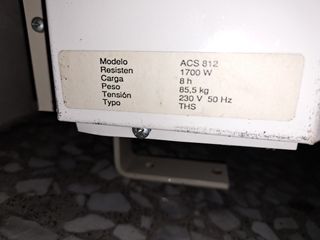 Modelo ACS 812
Resisten 1700 W
Carga 8 h
Peso 85,5 kg
Tensión 230 V 50 Hz
Typo THS